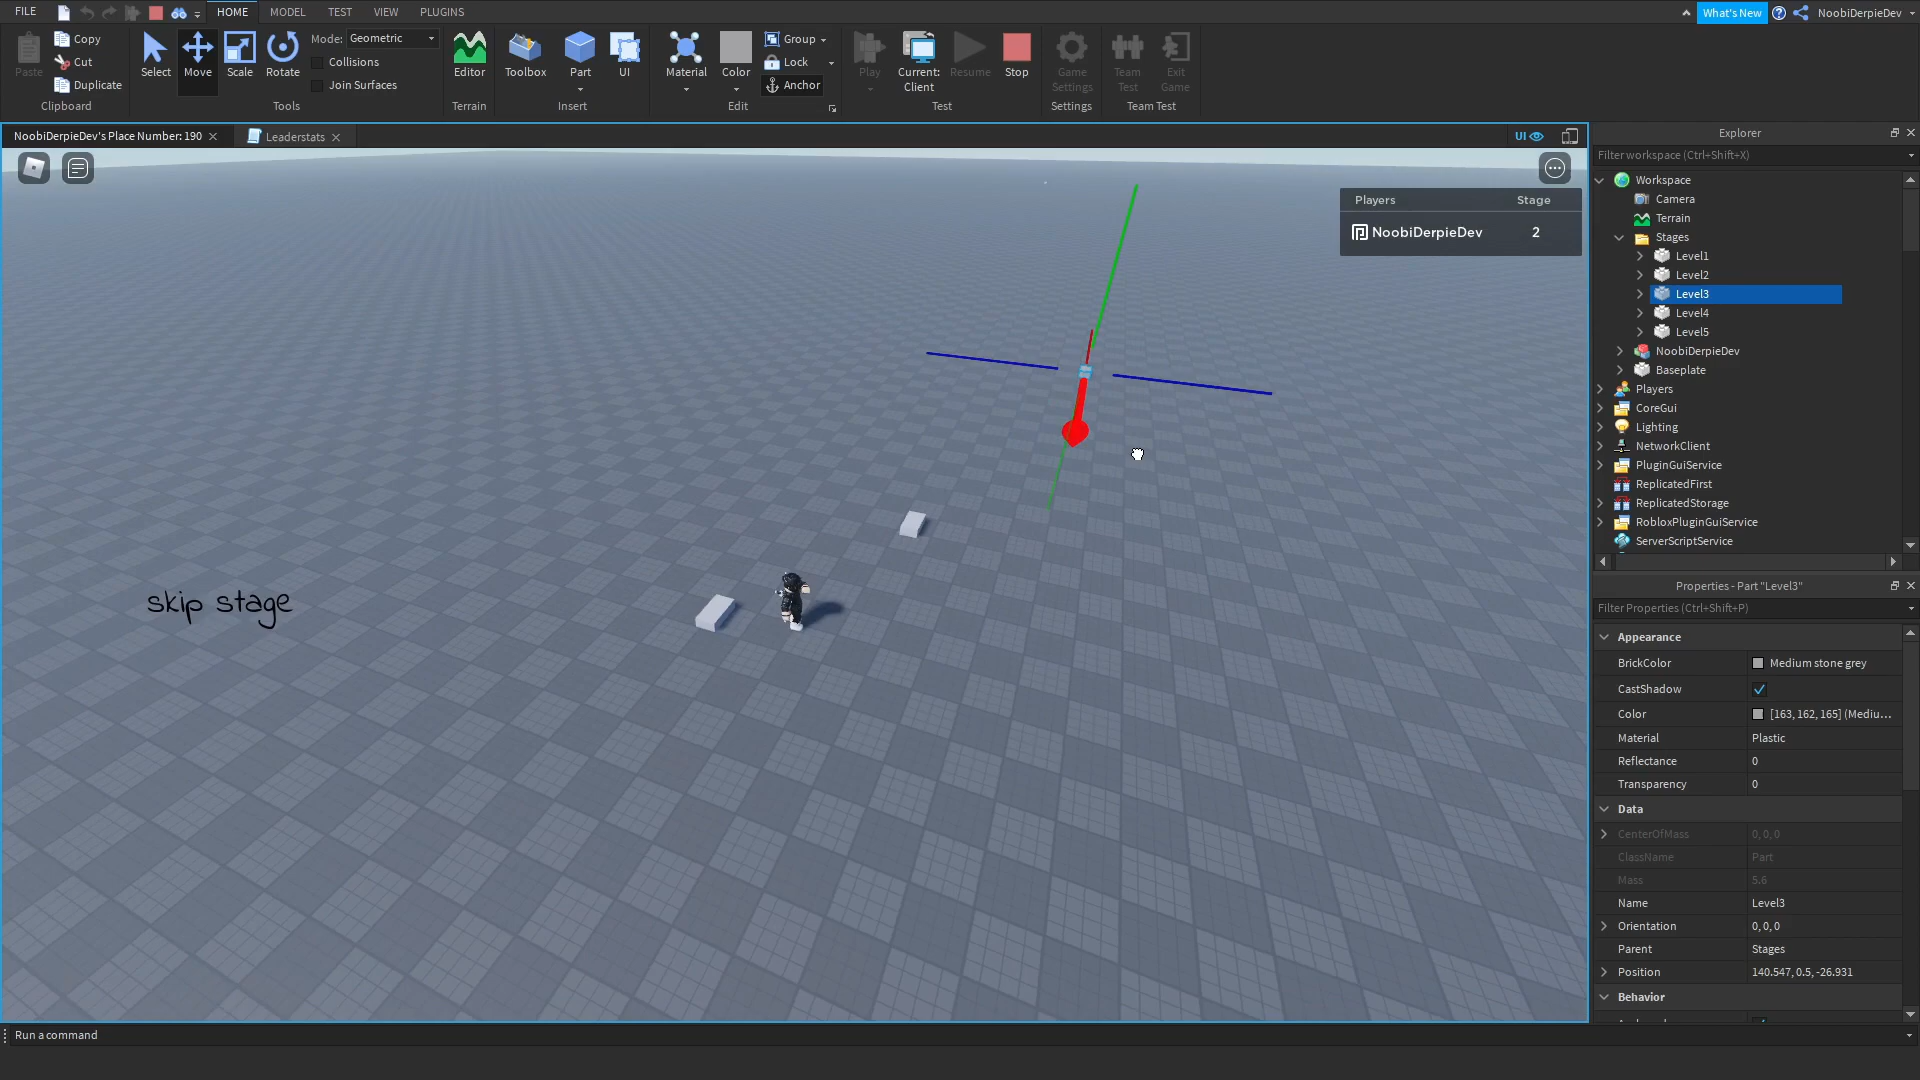 FILE HOME MODEL TEST VIEW PLUGINS What's New NoobiDerpieDev
Paste Copy Cut Duplicate Clipboard
Select Move Scale Rotate Mode: Geometric Collisions Join Surfaces Tools
Editor Terrain
Toolbox Part UI Insert
Material Color Group Lock Anchor Edit
Play Current: Client Resume Stop Test
Game Settings Settings
Team Test Exit Game Team Test
NoobiDerpieDev's Place Number: 190 Leaderstats UI
Players Stage
NoobiDerpieDev 2
skip stage
Explorer
Filter workspace (Ctrl+Shift+X)
Workspace
Camera
Terrain
Stages
Level1
Level2
Level3
Level4
Level5
NoobiDerpieDev
Baseplate
Players
CoreGui
Lighting
NetworkClient
PluginGuiService
ReplicatedFirst
ReplicatedStorage
RobloxPluginGuiService
ServerScriptService
Properties - Part "Level3"
Filter Properties (Ctrl+Shift+P)
Appearance
BrickColor Medium stone grey
CastShadow
Color [163, 162, 165] (Mediu...
Material Plastic
Reflectance 0
Transparency 0
Data
CenterOfMass 0, 0, 0
ClassName Part
Mass 5.6
Name Level3
Orientation 0, 0, 0
Parent Stages
Position 140.547, 0.5, -26.931
Behavior
Run a command